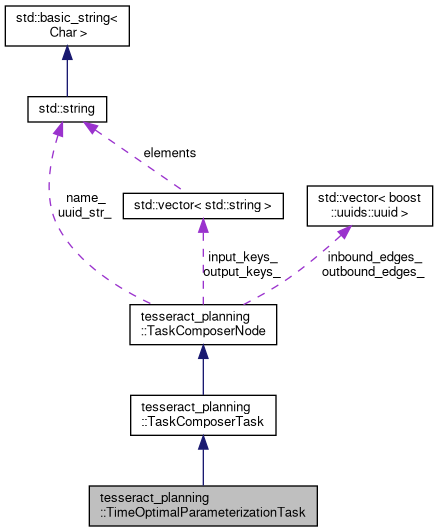 std::basic_string<
Char >
std::string
elements
name_
uuid_str_
std::vector< std::string >
std::vector< boost
::uuids::uuid >
input_keys_
output_keys_
inbound_edges_
outbound_edges_
tesseract_planning
::TaskComposerNode
tesseract_planning
::TaskComposerTask
tesseract_planning
::TimeOptimalParameterizationTask